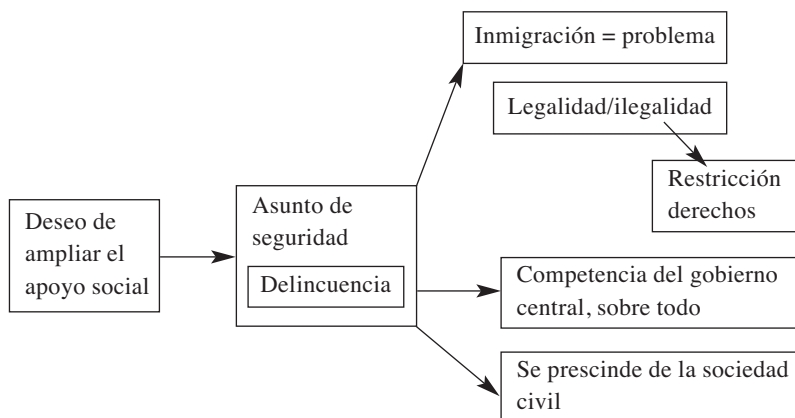 Inmigración = problema
Legalidad/ilegalidad
Restricción
derechos
Deseo de
ampliar el
apoyo social
Asunto de
seguridad
Delincuencia
Competencia del gobierno
central, sobre todo
Se prescinde de la sociedad
civil